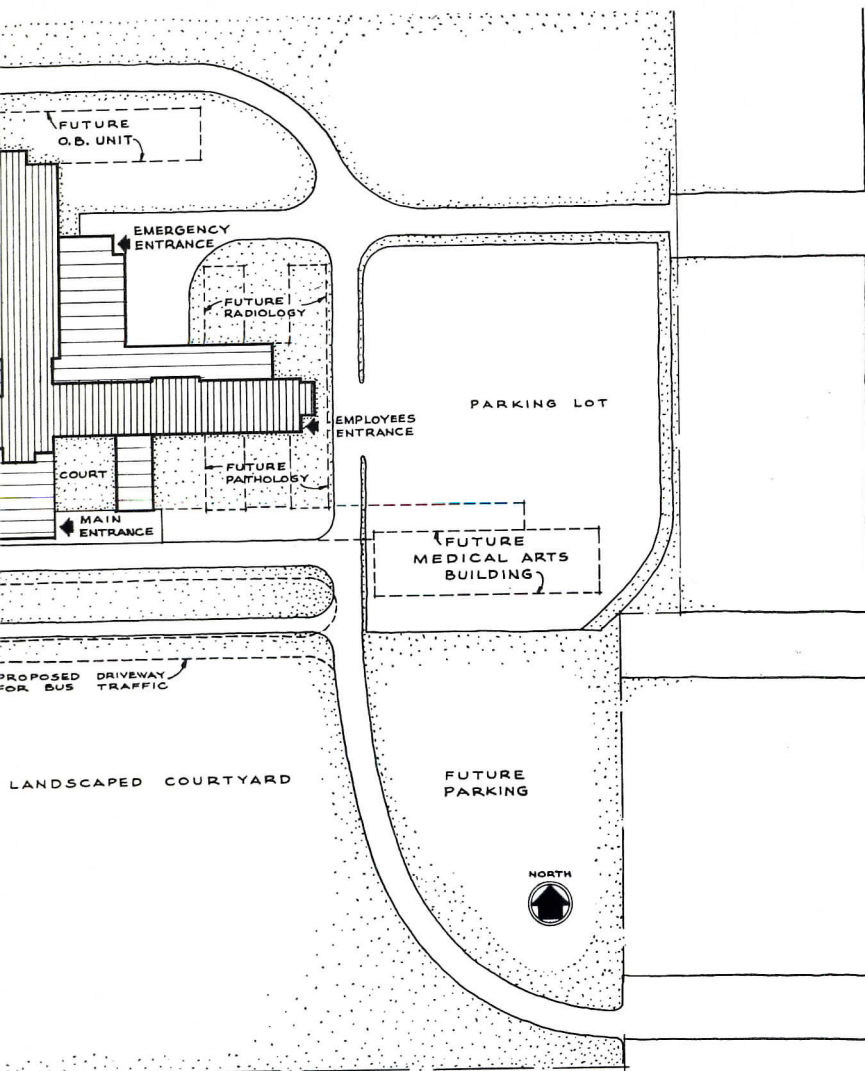 FUTURE
O.B. UNIT
EMERGENCY
ENTRANCE
FUTURE
RADIOLOGY
PARKING LOT
EMPLOYEES
ENTRANCE
COURT
FUTURE
PATHOLOGY
MAIN
ENTRANCE
FUTURE
MEDICAL ARTS
BUILDING
PROPOSED DRIVEWAY
FOR BUS TRAFFIC
LANDSCAPED COURTYARD
FUTURE
PARKING
NORTH